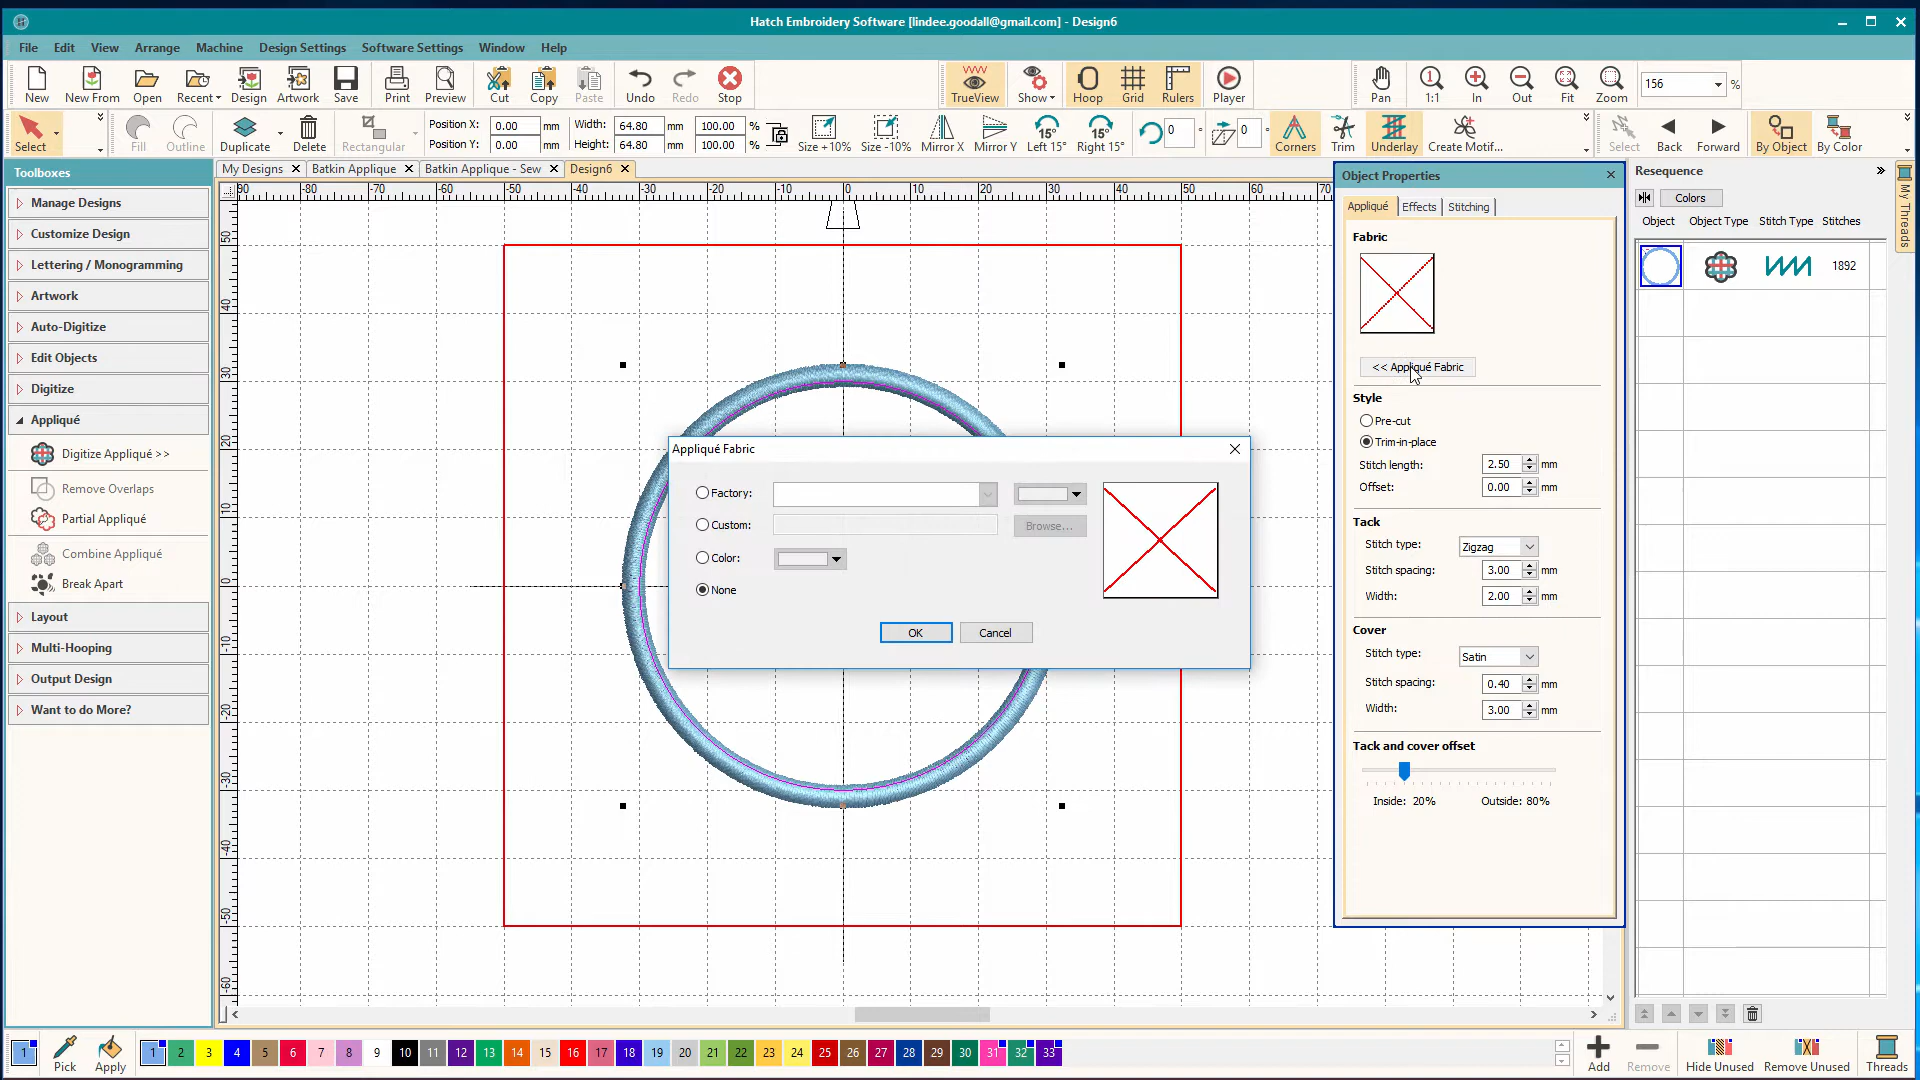 Hatch Embroidery Software [lindee.goodall@gmail.com] - Design6
File Edit View Arrange Machine Design Settings Software Settings Window Help
New New From Open Recent Design Artwork Save Print Preview Cut Copy Paste Undo Redo Stop TrueView Show Hoop Grid Rulers Player Pan 1:1 In Out Fit Zoom 156 %
Select Fill Outline Duplicate Delete Rectangular Position X: 0.00 mm Width: 64.80 mm 100.00 % Size +10% Size -10% Mirror X Mirror Y Left 15° Right 15° 0 ° 0 ° Corners Trim Underlay Create Motif... Select Back Forward By Object By Color
Position Y: 0.00 mm Height: 64.80 mm 100.00 %
Toolboxes
Manage Designs
Customize Design
Lettering / Monogramming
Artwork
Auto-Digitize
Edit Objects
Digitize
Appliqué
Digitize Appliqué >>
Remove Overlaps
Partial Appliqué
Combine Appliqué
Break Apart
Layout
Multi-Hooping
Output Design
Want to do More?
My Designs Batkin Applique Batkin Applique - Sew Design6
Appliqué Fabric
Factory:
Custom: Browse...
Color:
None
OK Cancel
Object Properties
Appliqué Effects Stitching
Fabric
<< Appliqué Fabric
Style
Pre-cut
Trim-in-place
Stitch length: 2.50 mm
Offset: 0.00 mm
Tack
Stitch type: Zigzag
Stitch spacing: 3.00 mm
Width: 2.00 mm
Cover
Stitch type: Satin
Stitch spacing: 0.40 mm
Width: 3.00 mm
Tack and cover offset
Inside: 20% Outside: 80%
Resequence
Colors
Object Object Type Stitch Type Stitches
1892
My Threads
1 Pick Apply 1 2 3 4 5 6 7 8 9 10 11 12 13 14 15 16 17 18 19 20 21 22 23 24 25 26 27 28 29 30 31 32 33 Add Remove Hide Unused Remove Unused Threads